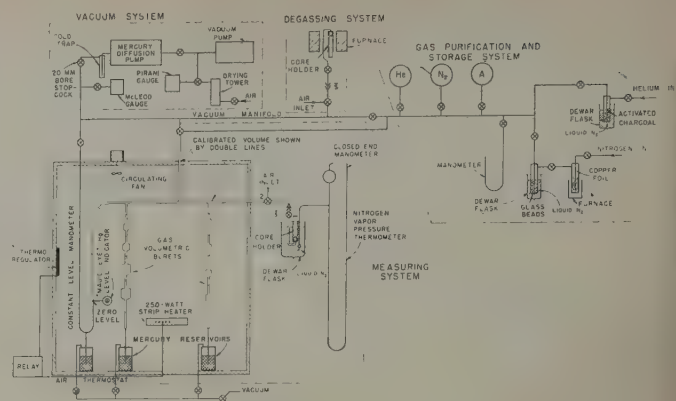 VACUUM SYSTEM
DEGASSING SYSTEM
VACUUM
PUMP
MERCURY
DIFFUSION
PUMP
OLD
TRAP
20 MM
BORE
STOP-
COCK
PIRANI
GAUGE
DRYING
TOWER
McLEOD
GAUGE
AIR
FURNACE
CORE
HOLDER
AIR
INLET
GAS PURIFICATION AND
STORAGE SYSTEM
He
N2
A
HELIUM IN
DEWAR
FLASK
ACTIVATED
CHARCOAL
LIQUID N2
VACUUM MANIFOLD
CALIBRATED VOLUME SHOWN
BY DOUBLE LINES
MANOMETER
COPPER
FOIL
DEWAR
FLASK
GLASS
BEADS
LIQUID N2
FURNACE
CIRCULATING
FAN
CLOSED END
MANOMETER
NITROGEN
VAPOR
PRESSURE
THERMOMETER
CORE
HOLDER
DEWAR
FLASK
LIQUID N2
MEASURING
SYSTEM
THERMO
REGULATOR
CONSTANT LEVEL MANOMETER
GAS
VOLUMETRIC
BURETS
ZERO
LEVEL
250-WATT
STRIP HEATER
MERCURY RESERVOIRS
RELAY
AIR THERMOSTAT
VACUUM